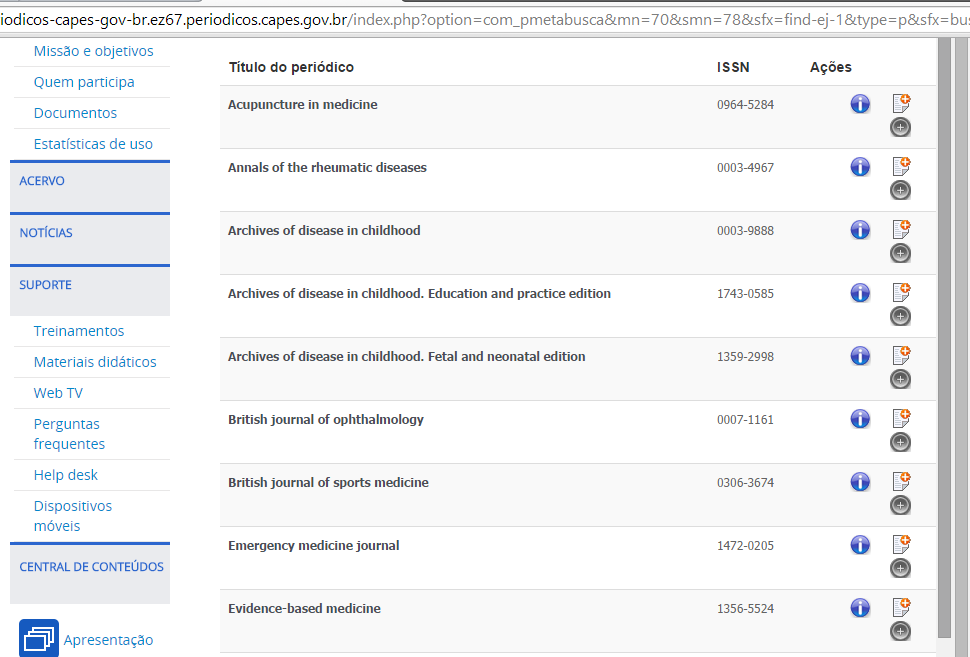 iodicos-capes-gov-br.ez67.periodicos.capes.gov.br/index.php?option=com_pmetabusca&mn=70&smn=78&sfx=find-ej-1&type=p&sfx=bus
Missão e objetivos
Quem participa
Documentos
Estatísticas de uso
ACERVO
NOTÍCIAS
SUPORTE
Treinamentos
Materiais didáticos
Web TV
Perguntas
frequentes
Help desk
Dispositivos
móveis
CENTRAL DE CONTEÚDOS
Apresentação
Título do periódico ISSN Ações
Acupuncture in medicine 0964-5284
Annals of the rheumatic diseases 0003-4967
Archives of disease in childhood 0003-9888
Archives of disease in childhood. Education and practice edition 1743-0585
Archives of disease in childhood. Fetal and neonatal edition 1359-2998
British journal of ophthalmology 0007-1161
British journal of sports medicine 0306-3674
Emergency medicine journal 1472-0205
Evidence-based medicine 1356-5524